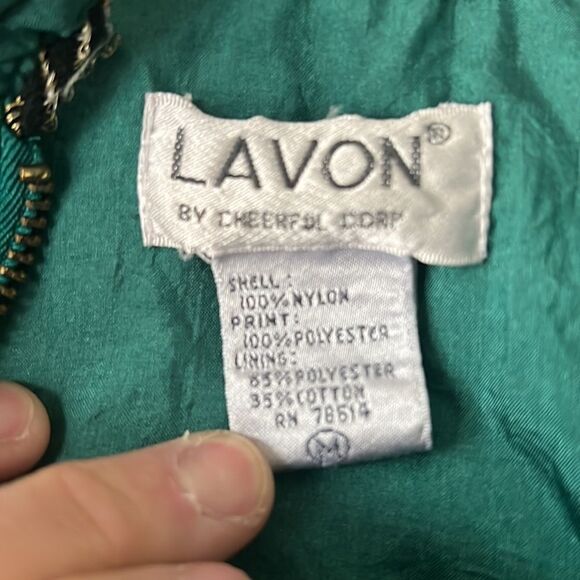 LAVON®
BY CHEERFUL CORP
SHELL:
100% NYLON
PRINT:
100% POLYESTER
LINING:
65% POLYESTER
35% COTTON
RN 78514
M